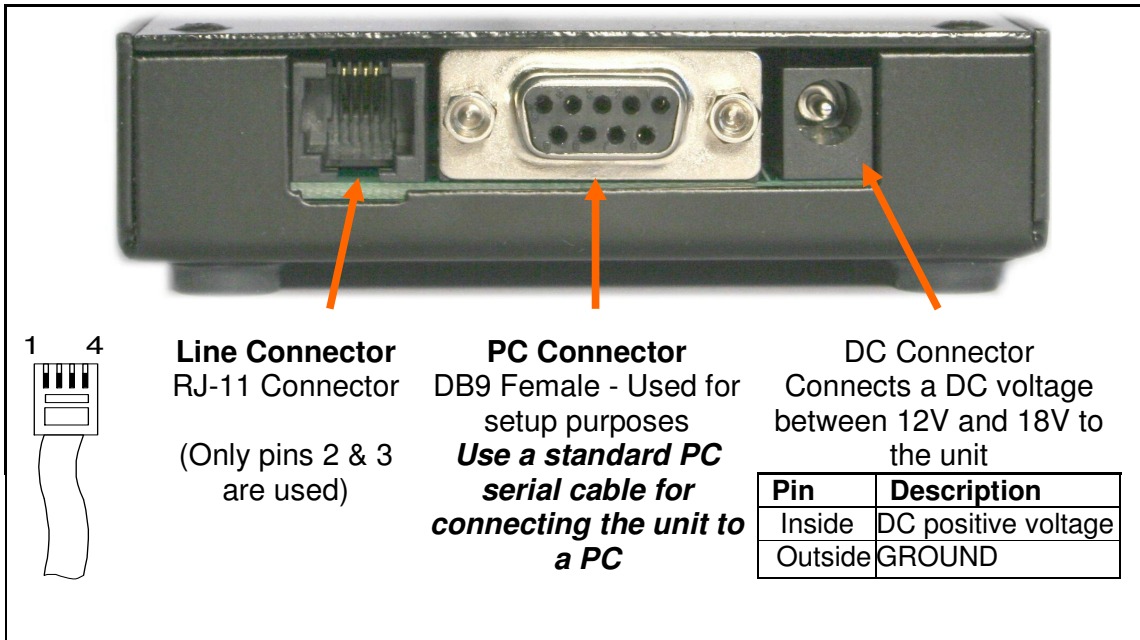 1 4
Line Connector
RJ-11 Connector
(Only pins 2 & 3
are used)
PC Connector
DB9 Female - Used for
setup purposes
Use a standard PC
serial cable for
connecting the unit to
a PC
DC Connector
Connects a DC voltage
between 12V and 18V to
the unit
Pin Description
Inside DC positive voltage
Outside GROUND